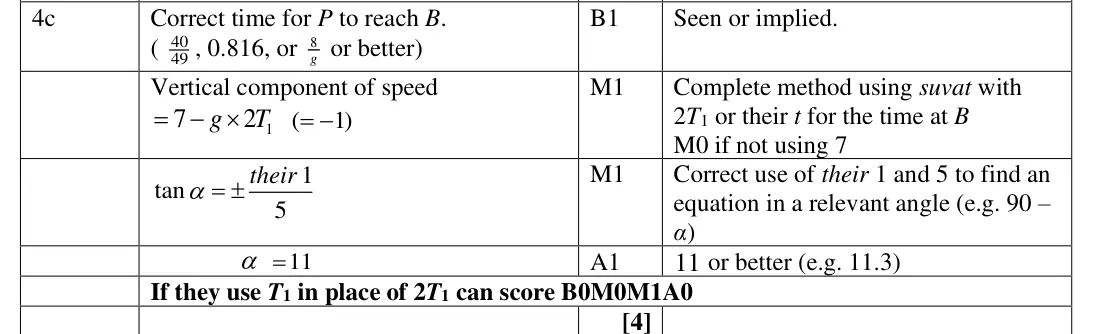 4c Correct time for P to reach B. B1 Seen or implied.
( 40/49 , 0.816, or 8/g or better)
Vertical component of speed M1 Complete method using suvat with
= 7 − g × 2T₁ (= −1) 2T₁ or their t for the time at B
M0 if not using 7
tan α = ± their 1/5 M1 Correct use of their 1 and 5 to find an
equation in a relevant angle (e.g. 90 –
α)
α = 11 A1 11 or better (e.g. 11.3)
If they use T₁ in place of 2T₁ can score B0M0M1A0
[4]